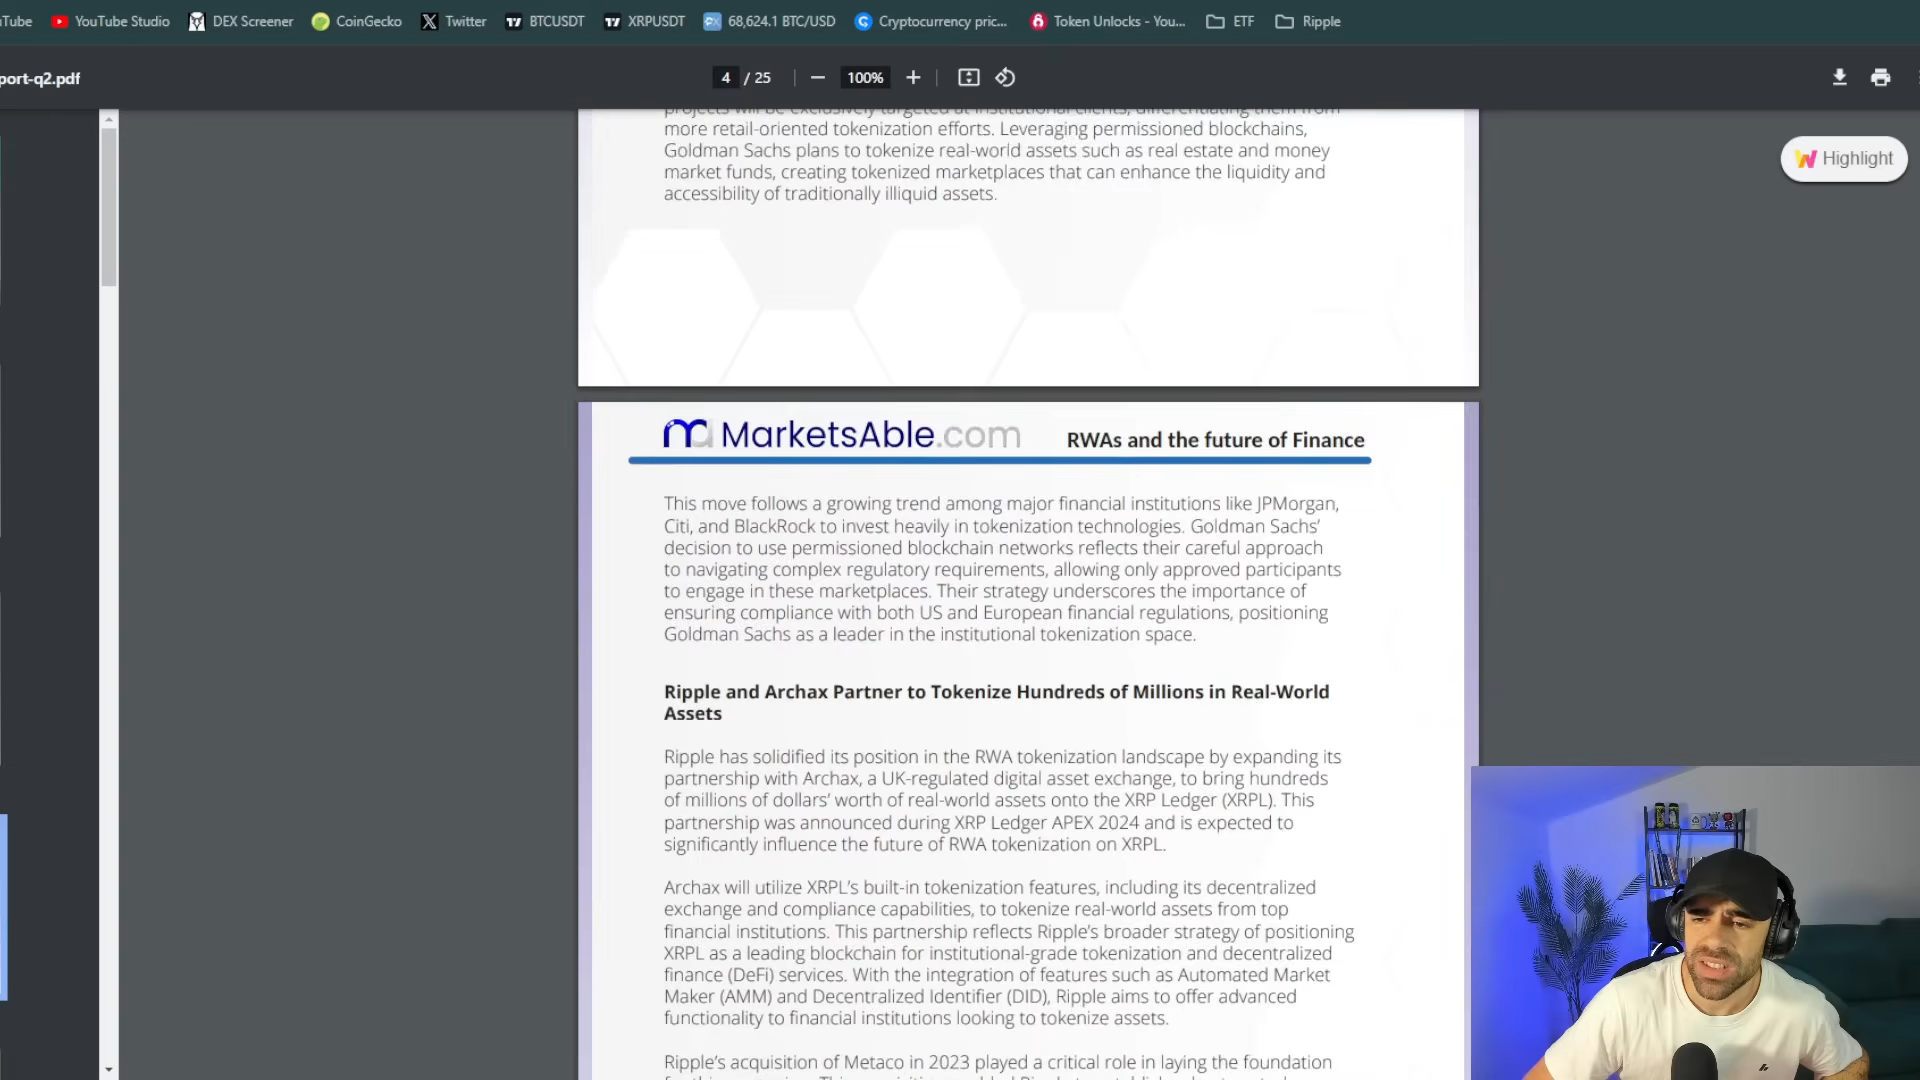 uTube
YouTube Studio
DEX Screener
CoinGecko
Twitter
BTCUSDT
XRPUSDT
68,624.1 BTC/USD
Cryptocurrency pric...
Token Unlocks - You...
ETF
Ripple
port-q2.pdf
4 / 25
100%
Highlight
projects will be exclusively targeted at institutional clients, differentiating them from
more retail-oriented tokenization efforts. Leveraging permissioned blockchains,
Goldman Sachs plans to tokenize real-world assets such as real estate and money
market funds, creating tokenized marketplaces that can enhance the liquidity and
accessibility of traditionally illiquid assets.
MarketsAble.com
RWAs and the future of Finance
This move follows a growing trend among major financial institutions like JPMorgan,
Citi, and BlackRock to invest heavily in tokenization technologies. Goldman Sachs'
decision to use permissioned blockchain networks reflects their careful approach
to navigating complex regulatory requirements, allowing only approved participants
to engage in these marketplaces. Their strategy underscores the importance of
ensuring compliance with both US and European financial regulations, positioning
Goldman Sachs as a leader in the institutional tokenization space.
Ripple and Archax Partner to Tokenize Hundreds of Millions in Real-World
Assets
Ripple has solidified its position in the RWA tokenization landscape by expanding its
partnership with Archax, a UK-regulated digital asset exchange, to bring hundreds
of millions of dollars' worth of real-world assets onto the XRP Ledger (XRPL). This
partnership was announced during XRP Ledger APEX 2024 and is expected to
significantly influence the future of RWA tokenization on XRPL.
Archax will utilize XRPL's built-in tokenization features, including its decentralized
exchange and compliance capabilities, to tokenize real-world assets from top
financial institutions. This partnership reflects Ripple's broader strategy of positioning
XRPL as a leading blockchain for institutional-grade tokenization and decentralized
finance (DeFi) services. With the integration of features such as Automated Market
Maker (AMM) and Decentralized Identifier (DID), Ripple aims to offer advanced
functionality to financial institutions looking to tokenize assets.
Ripple's acquisition of Metaco in 2023 played a critical role in laying the foundation